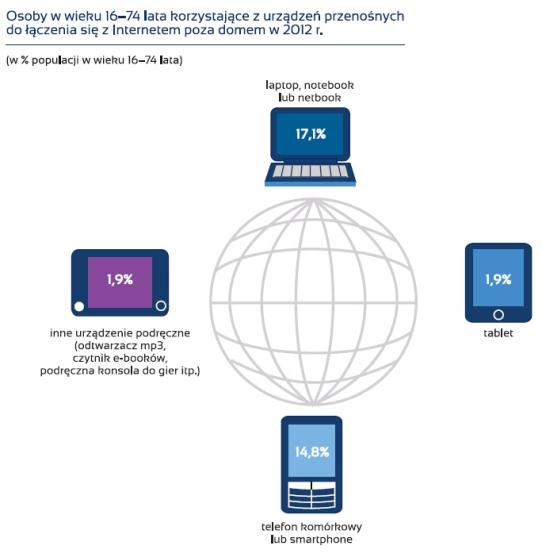 Osoby w wieku 16–74 lata korzystające z urządzeń przenośnych
do łączenia się z Internetem poza domem w 2012 r.
(w % populacji w wieku 16–74 lata)
laptop, notebook
lub netbook
17,1%
1,9%
inne urządzenie podręczne
(odtwarzacz mp3,
czytnik e-booków,
podręczna konsola do gier itp.)
1,9%
tablet
14,8%
telefon komórkowy
lub smartphone